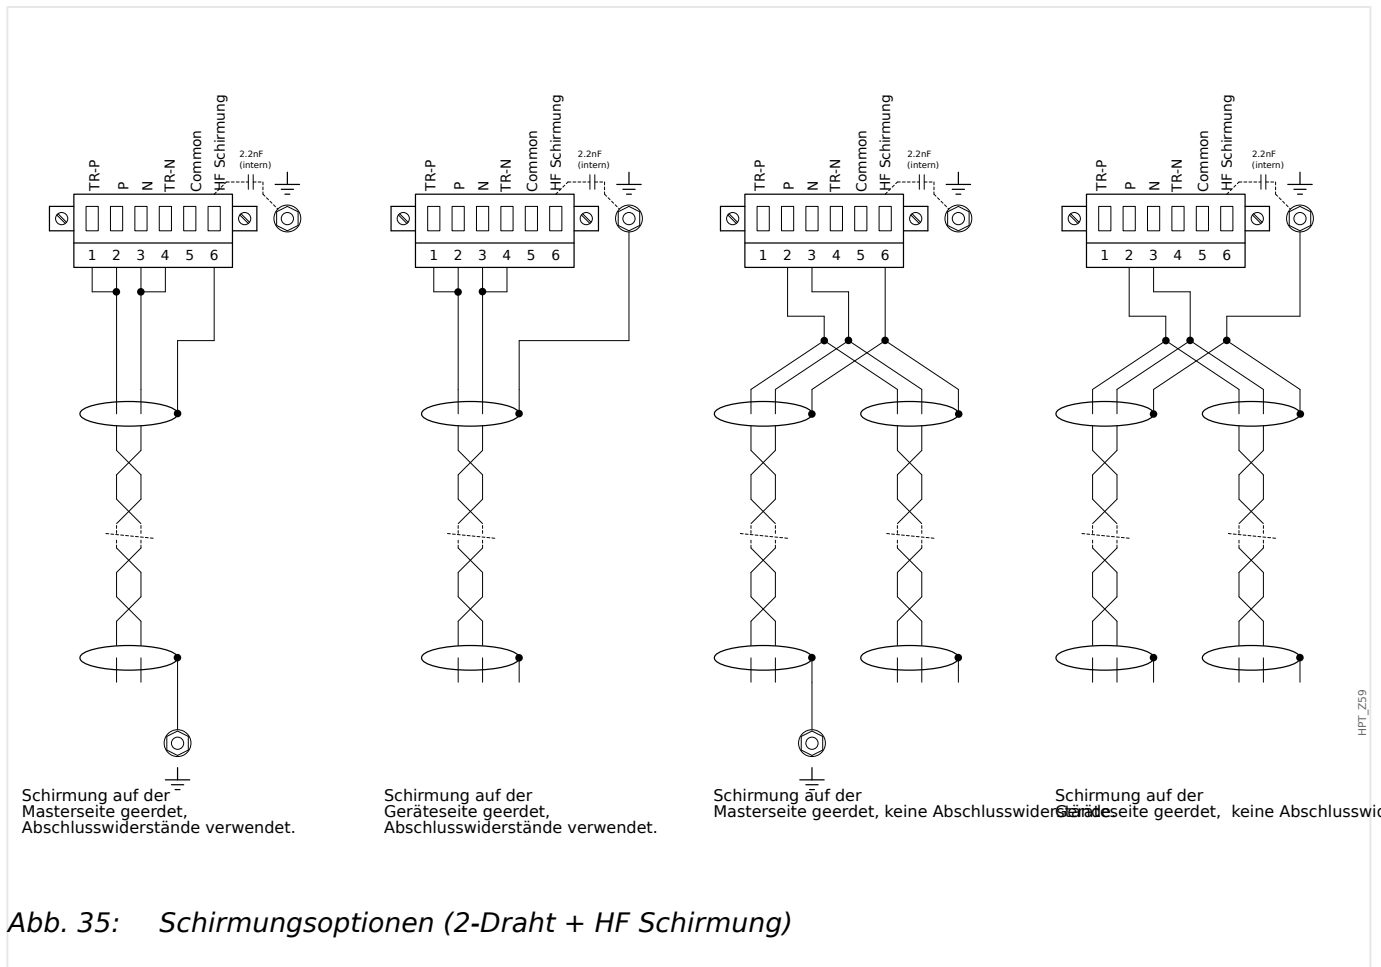 TR-P
P
N
TR-N
Common
HF Schirmung
2.2nF
(intern)
1 2 3 4 5 6
TR-P
P
N
TR-N
Common
HF Schirmung
2.2nF
(intern)
1 2 3 4 5 6
TR-P
P
N
TR-N
Common
HF Schirmung
2.2nF
(intern)
1 2 3 4 5 6
TR-P
P
N
TR-N
Common
HF Schirmung
2.2nF
(intern)
1 2 3 4 5 6
HPT_Z59
Schirmung auf der
Masterseite geerdet,
Abschlusswiderstände verwendet.
Schirmung auf der
Geräteseite geerdet,
Abschlusswiderstände verwendet.
Schirmung auf der
Masterseite geerdet, keine Abschlusswiderstände.
Schirmung auf der
Geräteseite geerdet,  keine Abschlusswid
Abb. 35: Schirmungsoptionen (2-Draht + HF Schirmung)